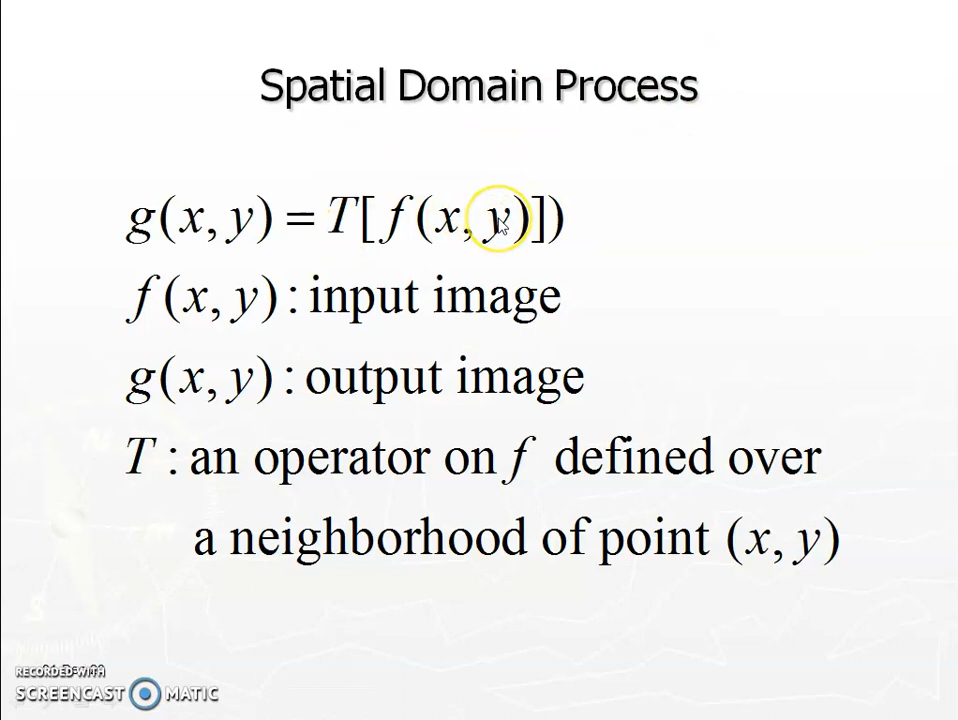 Spatial Domain Process
g(x, y) = T[ f(x, y)])
f(x, y) : input image
g(x, y) : output image
T : an operator on f defined over
a neighborhood of point (x, y)
RECORDED WITH
SCREENCAST MATIC